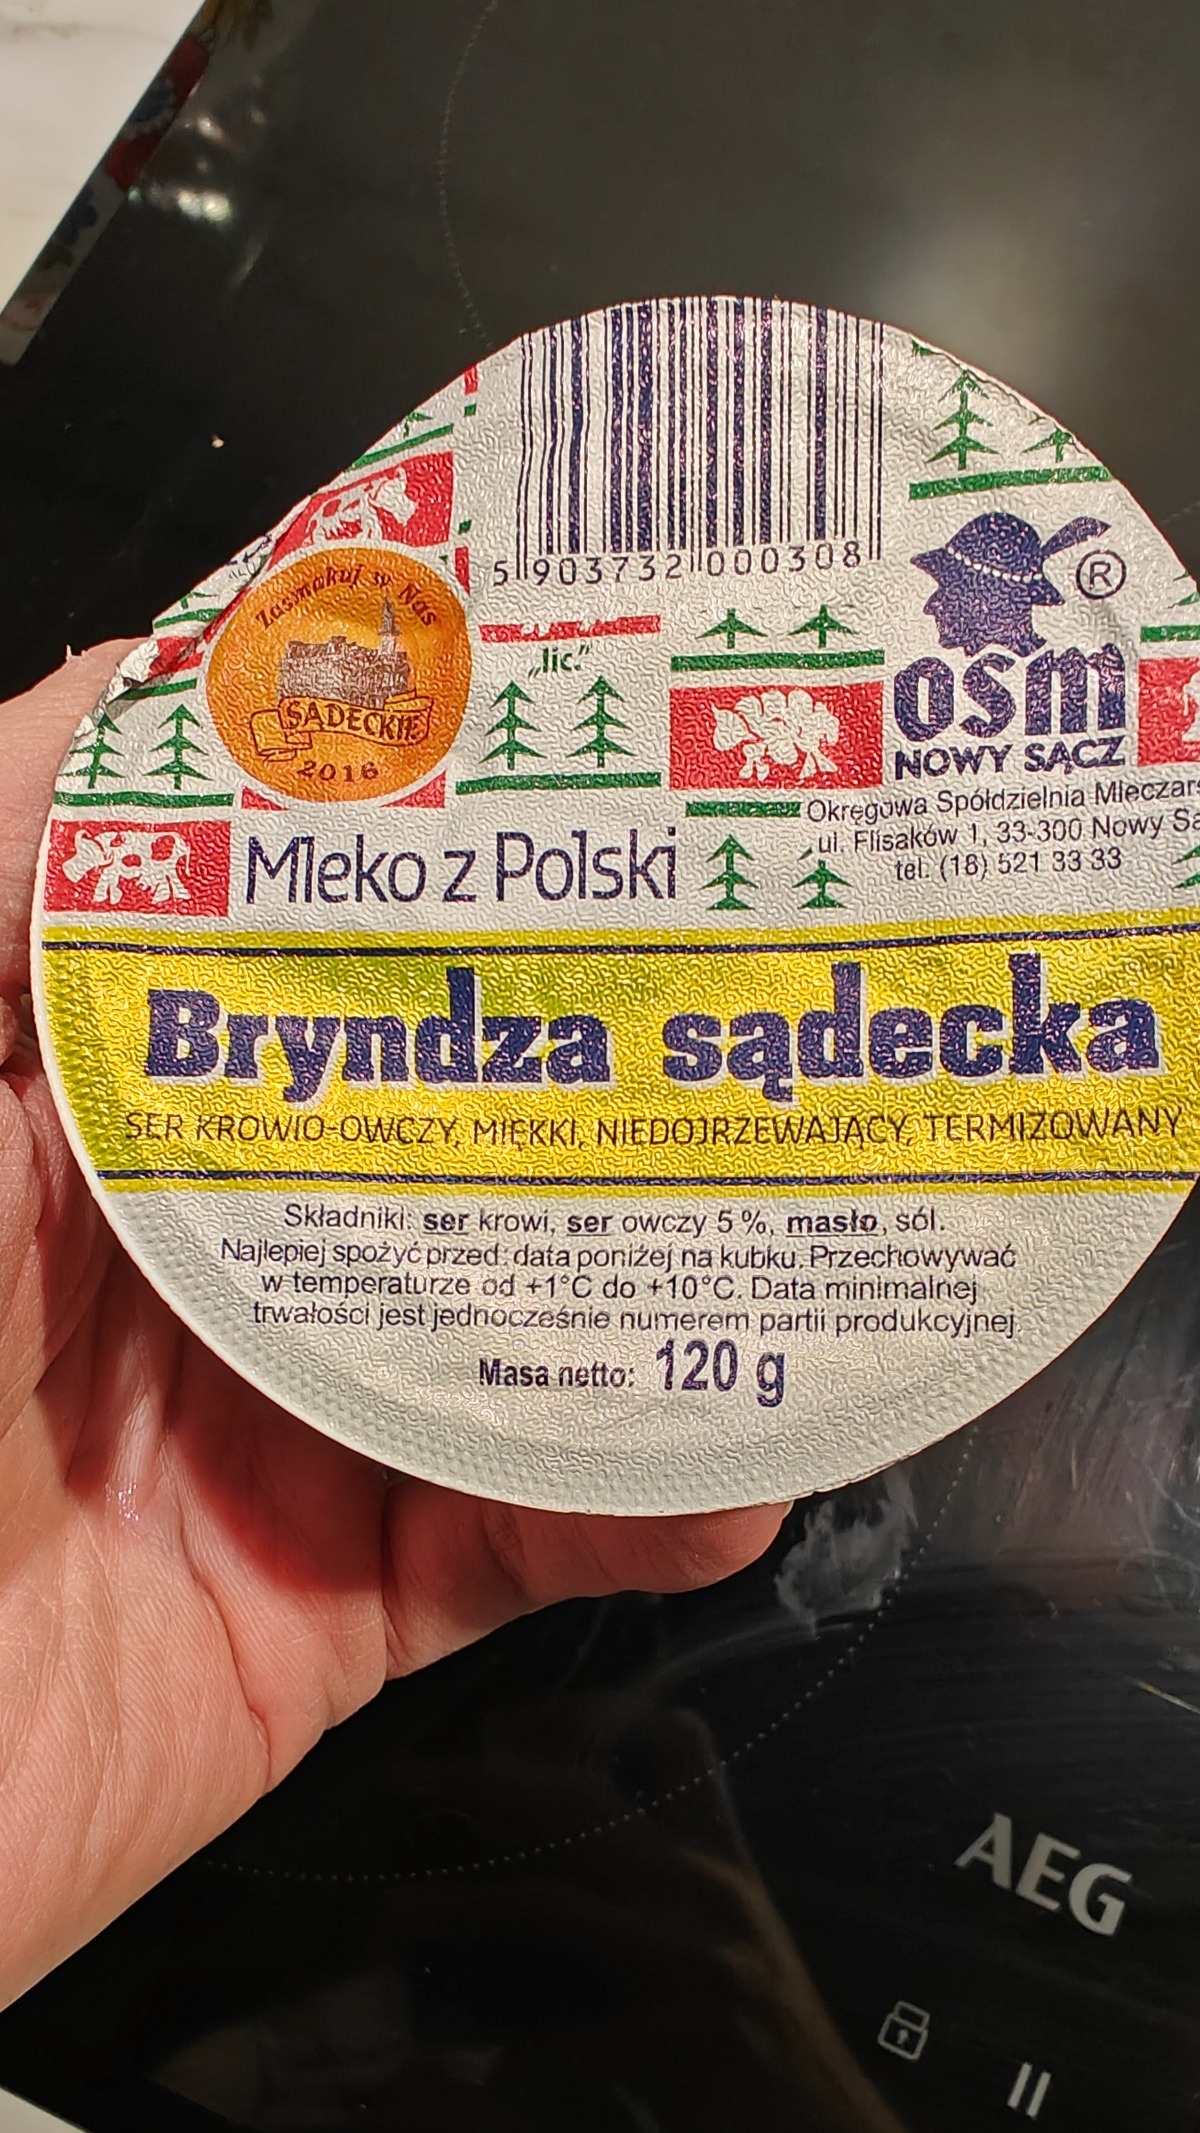 5 903732 000308
Zasmakuj w Nas
SĄDECKIE
2016
„lic.”
®
osm
NOWY SĄCZ
Okręgowa Spółdzielnia
ul. Flisaków 1, 33-300 Nowy
tel. (18) 521 33 33
Mleko z Polski
Bryndza sądecka
SER KROWIO-OWCZY, MIĘKKI, NIEDOJRZEWAJĄCY, TERMIZOWANY
Składniki: ser krowi, ser owczy 5 %, masło, sól.
Najlepiej spożyć przed: data poniżej na kubku. Przechowywać
w temperaturze od +1°C do +10°C. Data minimalnej
trwałości jest jednocześnie numerem partii produkcyjnej.
Masa netto: 120 g
AEG